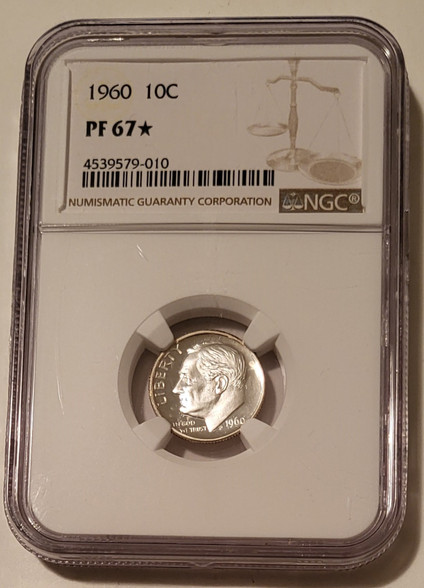 1960 10C
PF 67★
4539579-010
NUMISMATIC GUARANTY CORPORATION
NGC®
LIBERTY
IN GOD
WE TRUST
1960